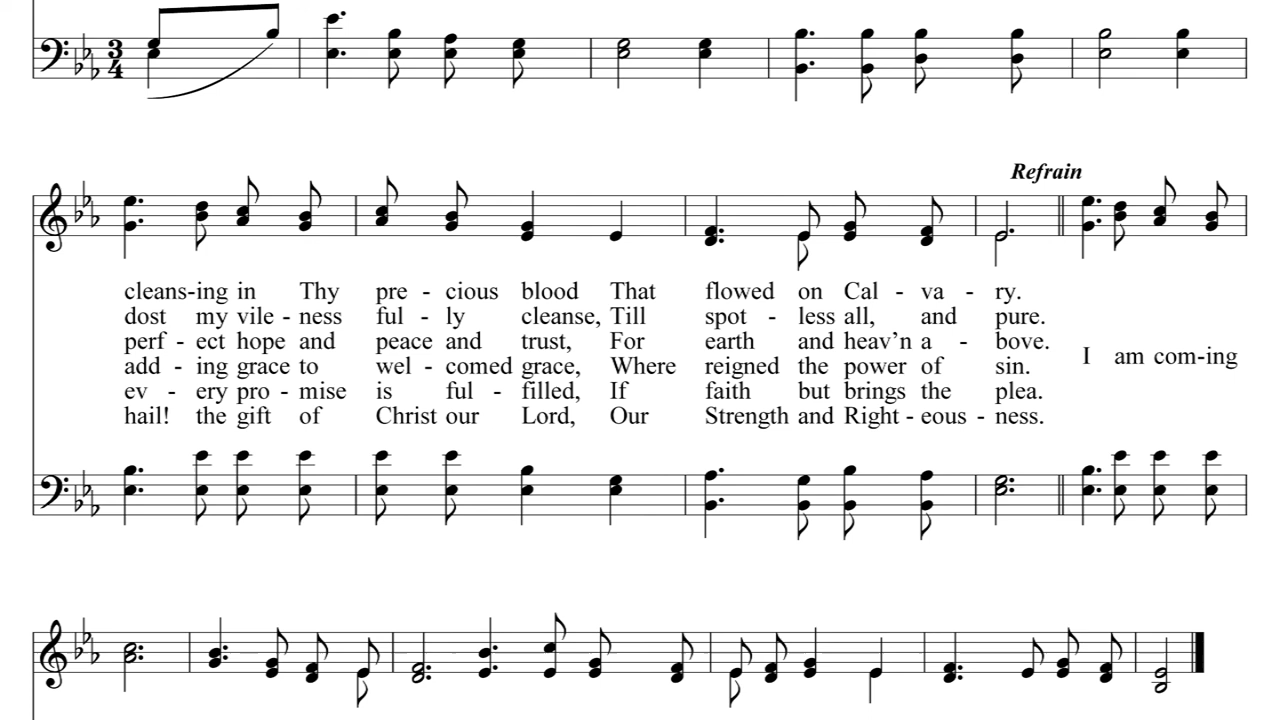 3
4
Refrain
cleans-ing in Thy pre - cious blood That flowed on Cal - va - ry.
dost my vile - ness ful - ly cleanse, Till spot - less all, and pure.
perf - ect hope and peace and trust, For earth and heav’n a - bove.
I am com-ing
add - ing grace to wel - comed grace, Where reigned the power of sin.
ev - ery pro - mise is ful - filled, If faith but brings the plea.
hail! the gift of Christ our Lord, Our Strength and Right - eous - ness.